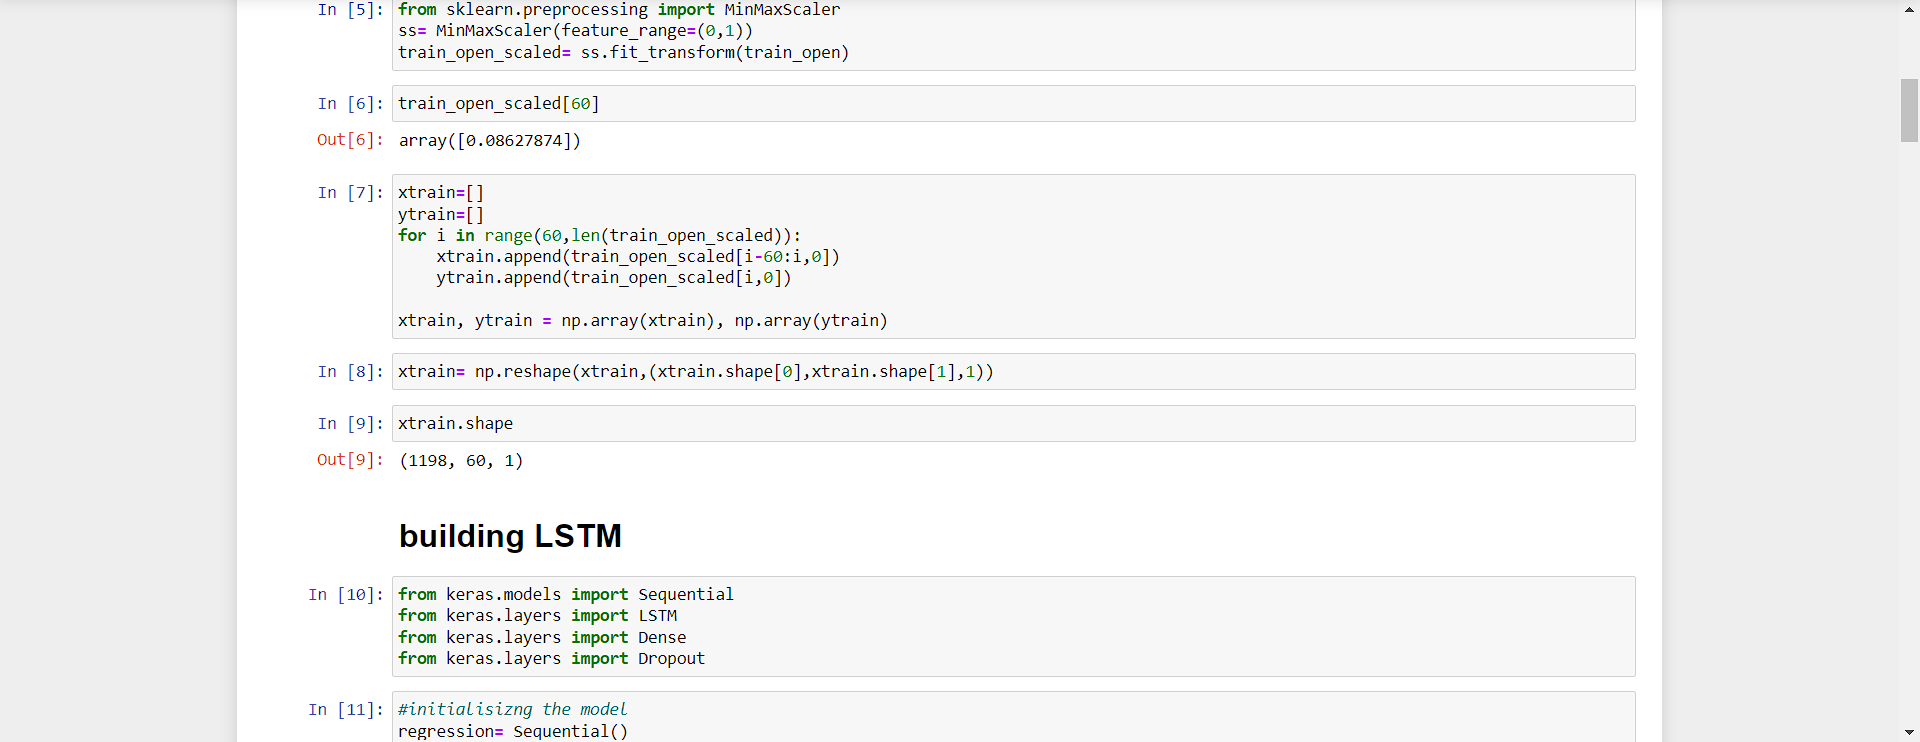 In [5]: from sklearn.preprocessing import MinMaxScaler
ss= MinMaxScaler(feature_range=(0,1))
train_open_scaled= ss.fit_transform(train_open)
In [6]: train_open_scaled[60]
Out[6]: array([0.08627874])
In [7]: xtrain=[]
ytrain=[]
for i in range(60,len(train_open_scaled)):
    xtrain.append(train_open_scaled[i-60:i,0])
    ytrain.append(train_open_scaled[i,0])
xtrain, ytrain = np.array(xtrain), np.array(ytrain)
In [8]: xtrain= np.reshape(xtrain,(xtrain.shape[0],xtrain.shape[1],1))
In [9]: xtrain.shape
Out[9]: (1198, 60, 1)
building LSTM
In [10]: from keras.models import Sequential
from keras.layers import LSTM
from keras.layers import Dense
from keras.layers import Dropout
In [11]: #initialisizng the model
regression= Sequential()